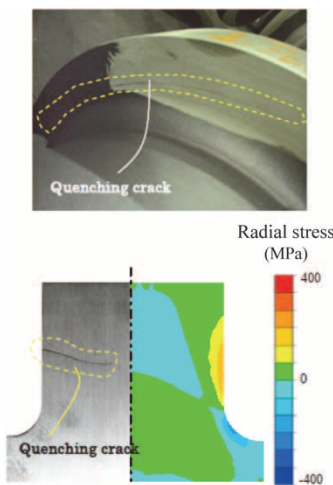 Quenching crack
Radial stress
(MPa)
400
0
-400
Quenching crack